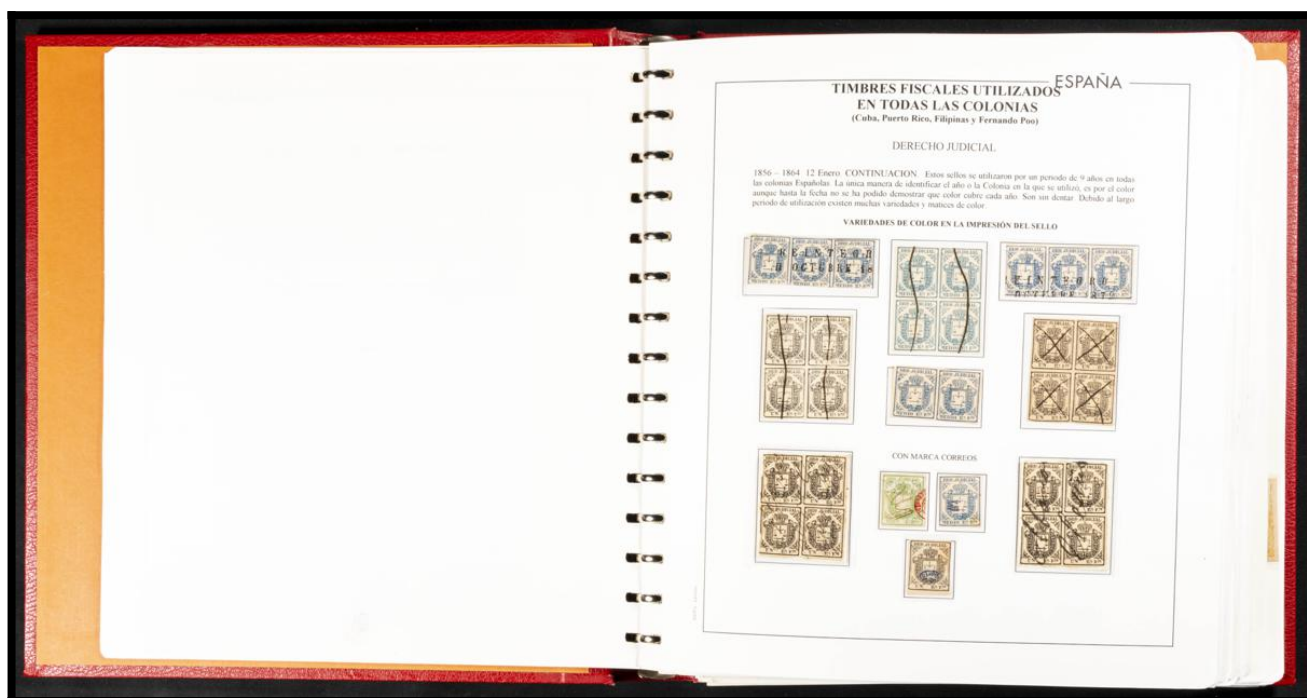 ESPAÑA
TIMBRES FISCALES UTILIZADOS
EN TODAS LAS COLONIAS
(Cuba, Puerto Rico, Filipinas y Fernando Poo)
DERECHO JUDICIAL
1856 – 1864 12 Enero CONTINUACION. Estos sellos se utilizaron por un periodo de 9 años en todas
las colonias Españolas. La única manera de identificar el año o la Colonia en la que se utilizó, es por el color
aunque hasta la fecha no se ha podido demostrar que color cubre cada año. Son sin dentar. Debido al largo
periodo de utilización existen muchas variedades y matices de color.
VARIEDADES DE COLOR EN LA IMPRESIÓN DEL SELLO
CON MARCA CORREOS